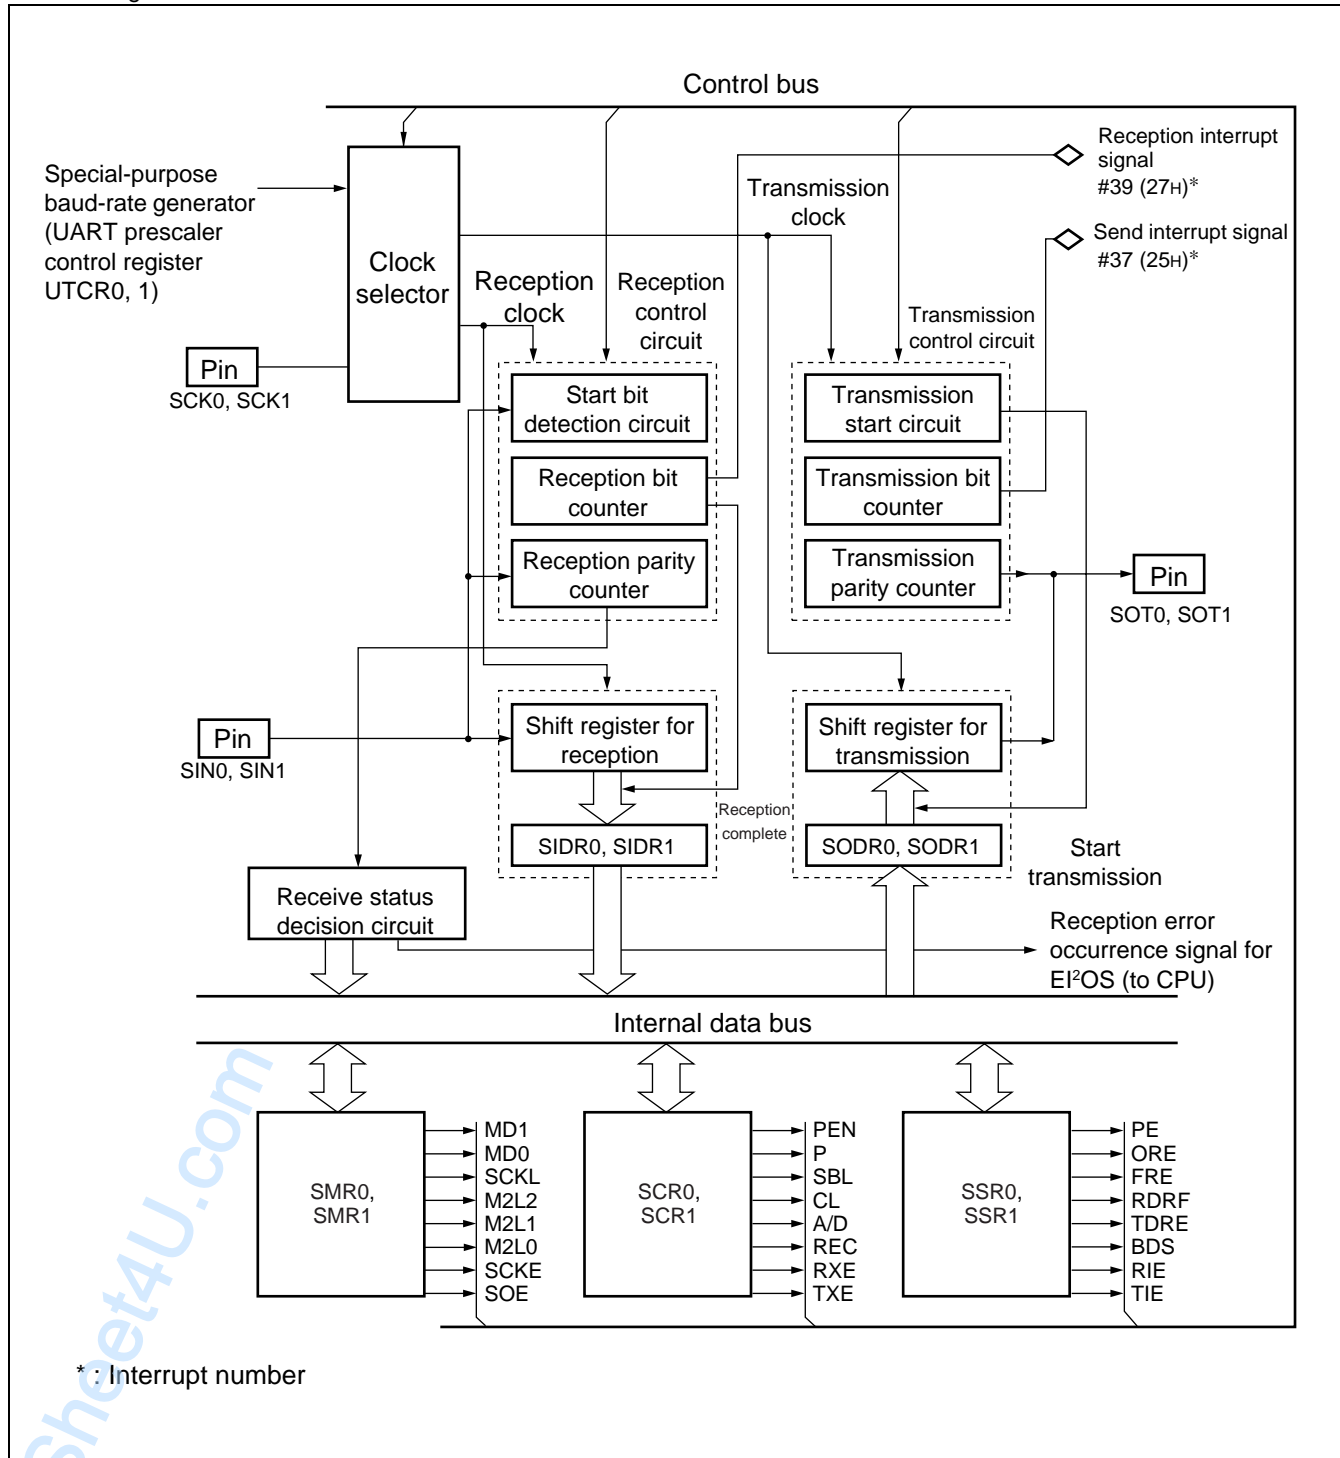 Control bus
Special-purpose
baud-rate generator
(UART prescaler
control register
UTCR0, 1)
Clock
selector
Pin
SCK0, SCK1
Reception
clock
Reception
control
circuit
Transmission
clock
Transmission
control circuit
Reception interrupt
signal
#39 (27H)*
Send interrupt signal
#37 (25H)*
Start bit
detection circuit
Reception bit
counter
Reception parity
counter
Transmission
start circuit
Transmission bit
counter
Transmission
parity counter
Pin
SOT0, SOT1
Pin
SIN0, SIN1
Shift register for
reception
Reception
complete
SIDR0, SIDR1
Shift register for
transmission
SODR0, SODR1
Start
transmission
Receive status
decision circuit
Reception error
occurrence signal for
EI²OS (to CPU)
Internal data bus
SMR0,
SMR1
MD1
MD0
SCKL
M2L2
M2L1
M2L0
SCKE
SOE
SCR0,
SCR1
PEN
P
SBL
CL
A/D
REC
RXE
TXE
SSR0,
SSR1
PE
ORE
FRE
RDRF
TDRE
BDS
RIE
TIE
* : Interrupt number
Sheet4U.com